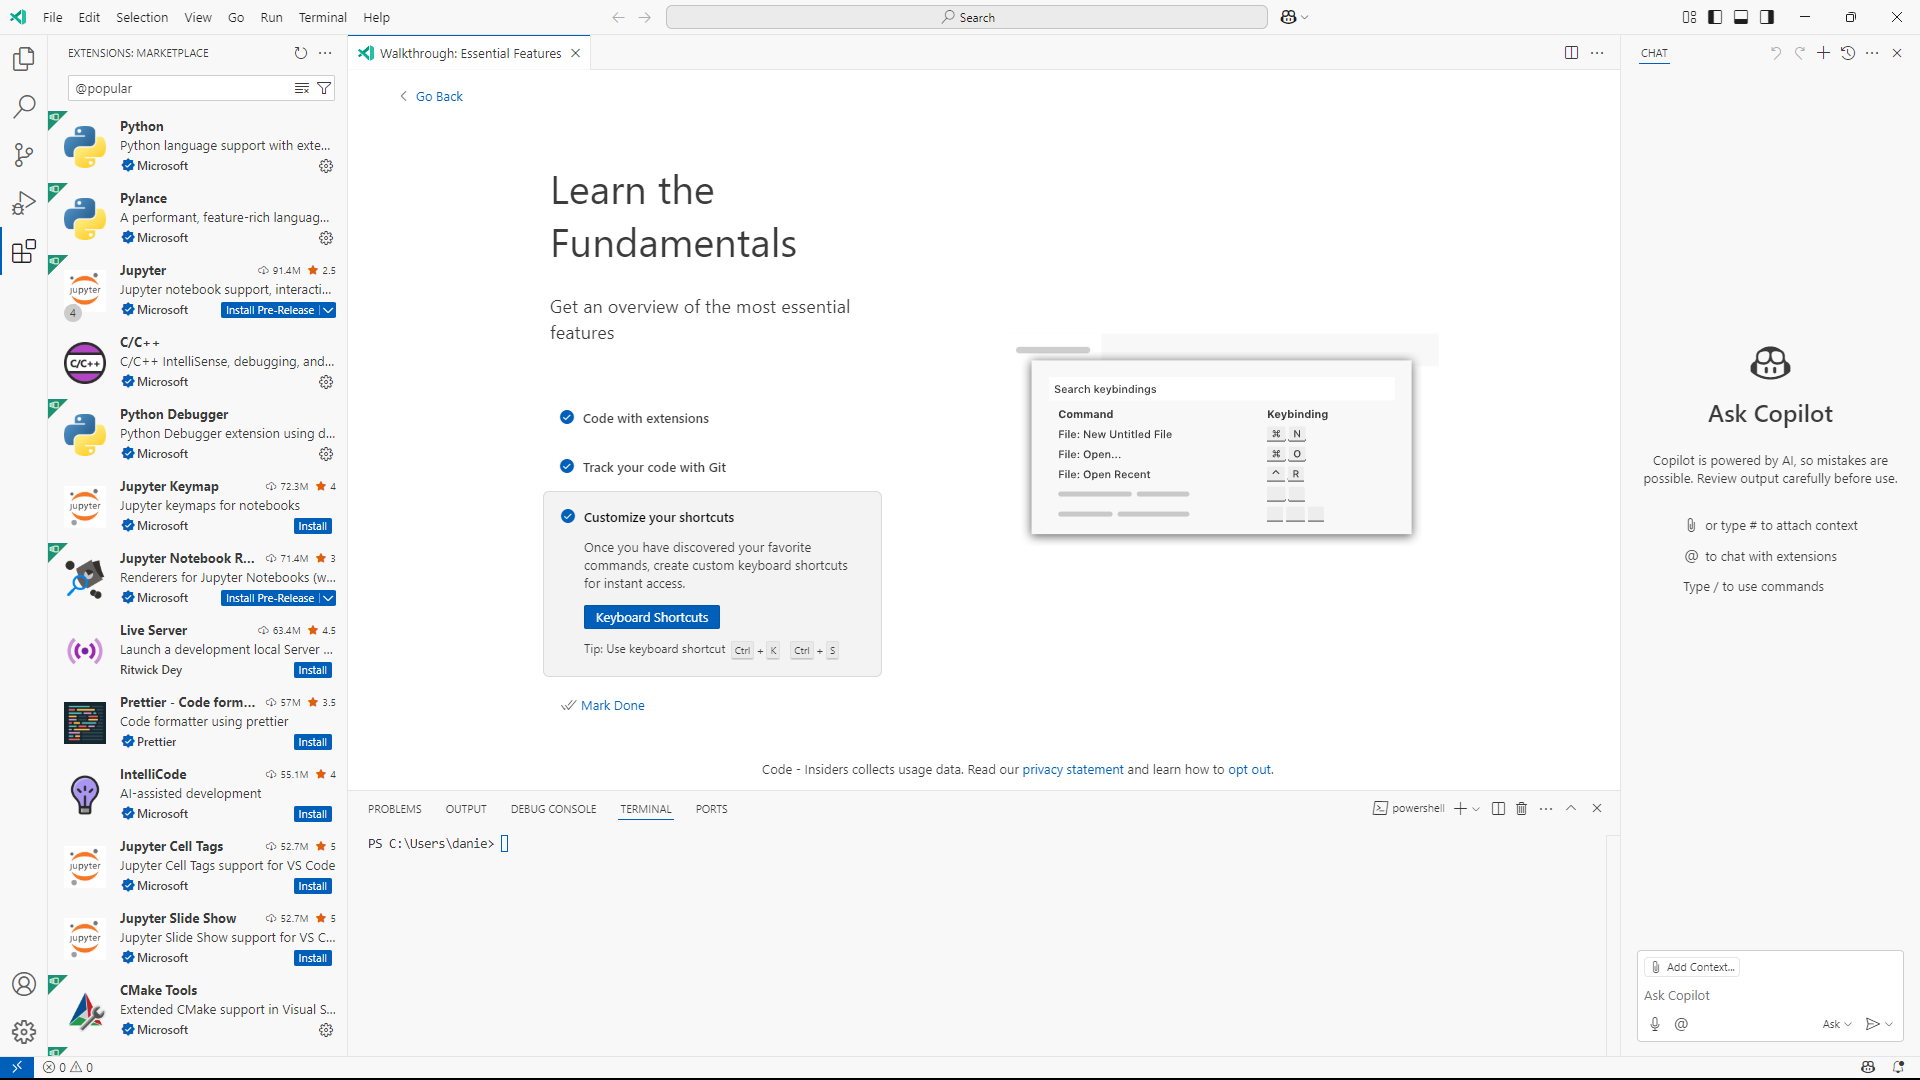 File Edit Selection View Go Run Terminal Help
Search
EXTENSIONS: MARKETPLACE
@popular
Python
Python language support with exte...
Microsoft
Pylance
A performant, feature-rich languag...
Microsoft
Jupyter 91.4M 2.5
Jupyter notebook support, interacti...
Microsoft Install Pre-Release
4
C/C++
C/C++ IntelliSense, debugging, and...
Microsoft
Python Debugger
Python Debugger extension using d...
Microsoft
Jupyter Keymap 72.3M 4
Jupyter keymaps for notebooks
Microsoft Install
Jupyter Notebook R... 71.4M 3
Renderers for Jupyter Notebooks (w...
Microsoft Install Pre-Release
Live Server 63.4M 4.5
Launch a development local Server ...
Ritwick Dey Install
Prettier - Code form... 57M 3.5
Code formatter using prettier
Prettier Install
IntelliCode 55.1M 4
AI-assisted development
Microsoft Install
Jupyter Cell Tags 52.7M 5
Jupyter Cell Tags support for VS Code
Microsoft Install
Jupyter Slide Show 52.7M 5
Jupyter Slide Show support for VS C...
Microsoft Install
CMake Tools
Extended CMake support in Visual S...
Microsoft
jupyter
C/C++
jupyter
jupyter
jupyter
Walkthrough: Essential Features
Go Back
Learn the
Fundamentals
Get an overview of the most essential
features
Code with extensions
Track your code with Git
Customize your shortcuts
Once you have discovered your favorite
commands, create custom keyboard shortcuts
for instant access.
Keyboard Shortcuts
Tip: Use keyboard shortcut Ctrl + K Ctrl + S
Mark Done
Search keybindings
Command Keybinding
File: New Untitled File ⌘ N
File: Open... ⌘ O
File: Open Recent ^ R
Code - Insiders collects usage data. Read our privacy statement and learn how to opt out.
PROBLEMS OUTPUT DEBUG CONSOLE TERMINAL PORTS
powershell
PS C:\Users\danie>
CHAT
Ask Copilot
Copilot is powered by AI, so mistakes are
possible. Review output carefully before use.
or type # to attach context
@ to chat with extensions
Type / to use commands
Add Context...
Ask Copilot
@ Ask
0 0